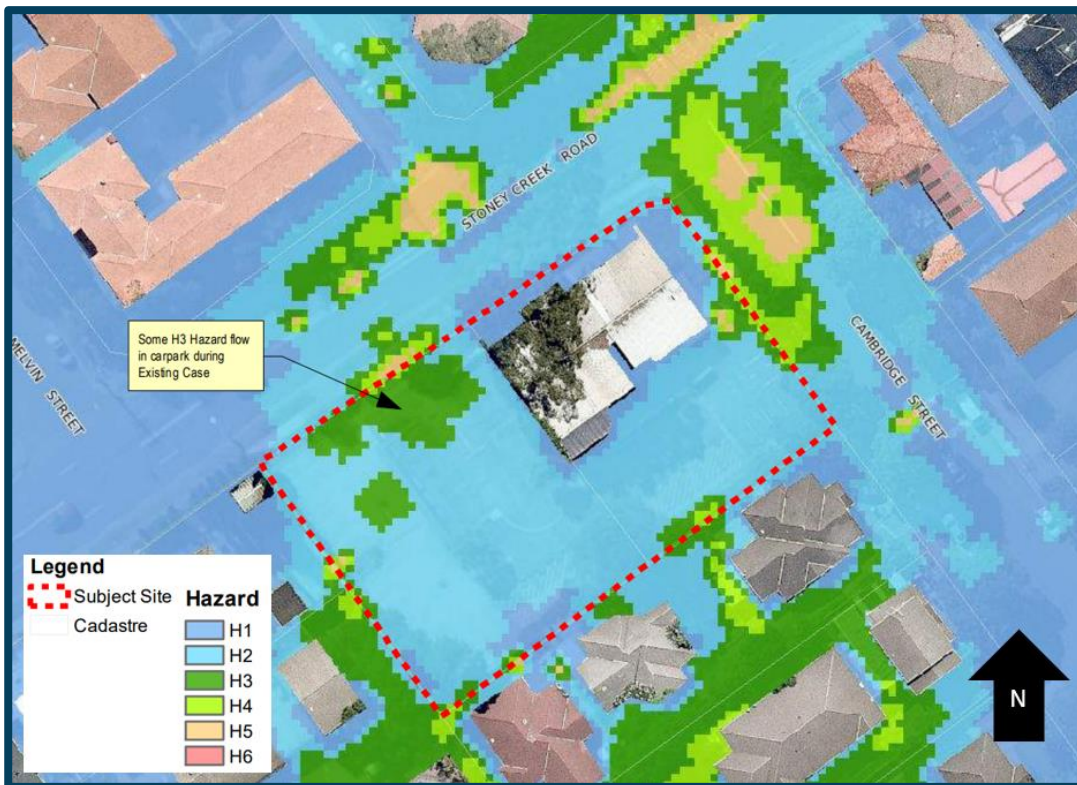 STONEY CREEK ROAD
Some H3 Hazard flow
in carpark during
Existing Case
MELVIN STREET
CAMBRIDGE STREET
Legend
Subject Site
Cadastre
Hazard
H1
H2
H3
H4
H5
H6
N